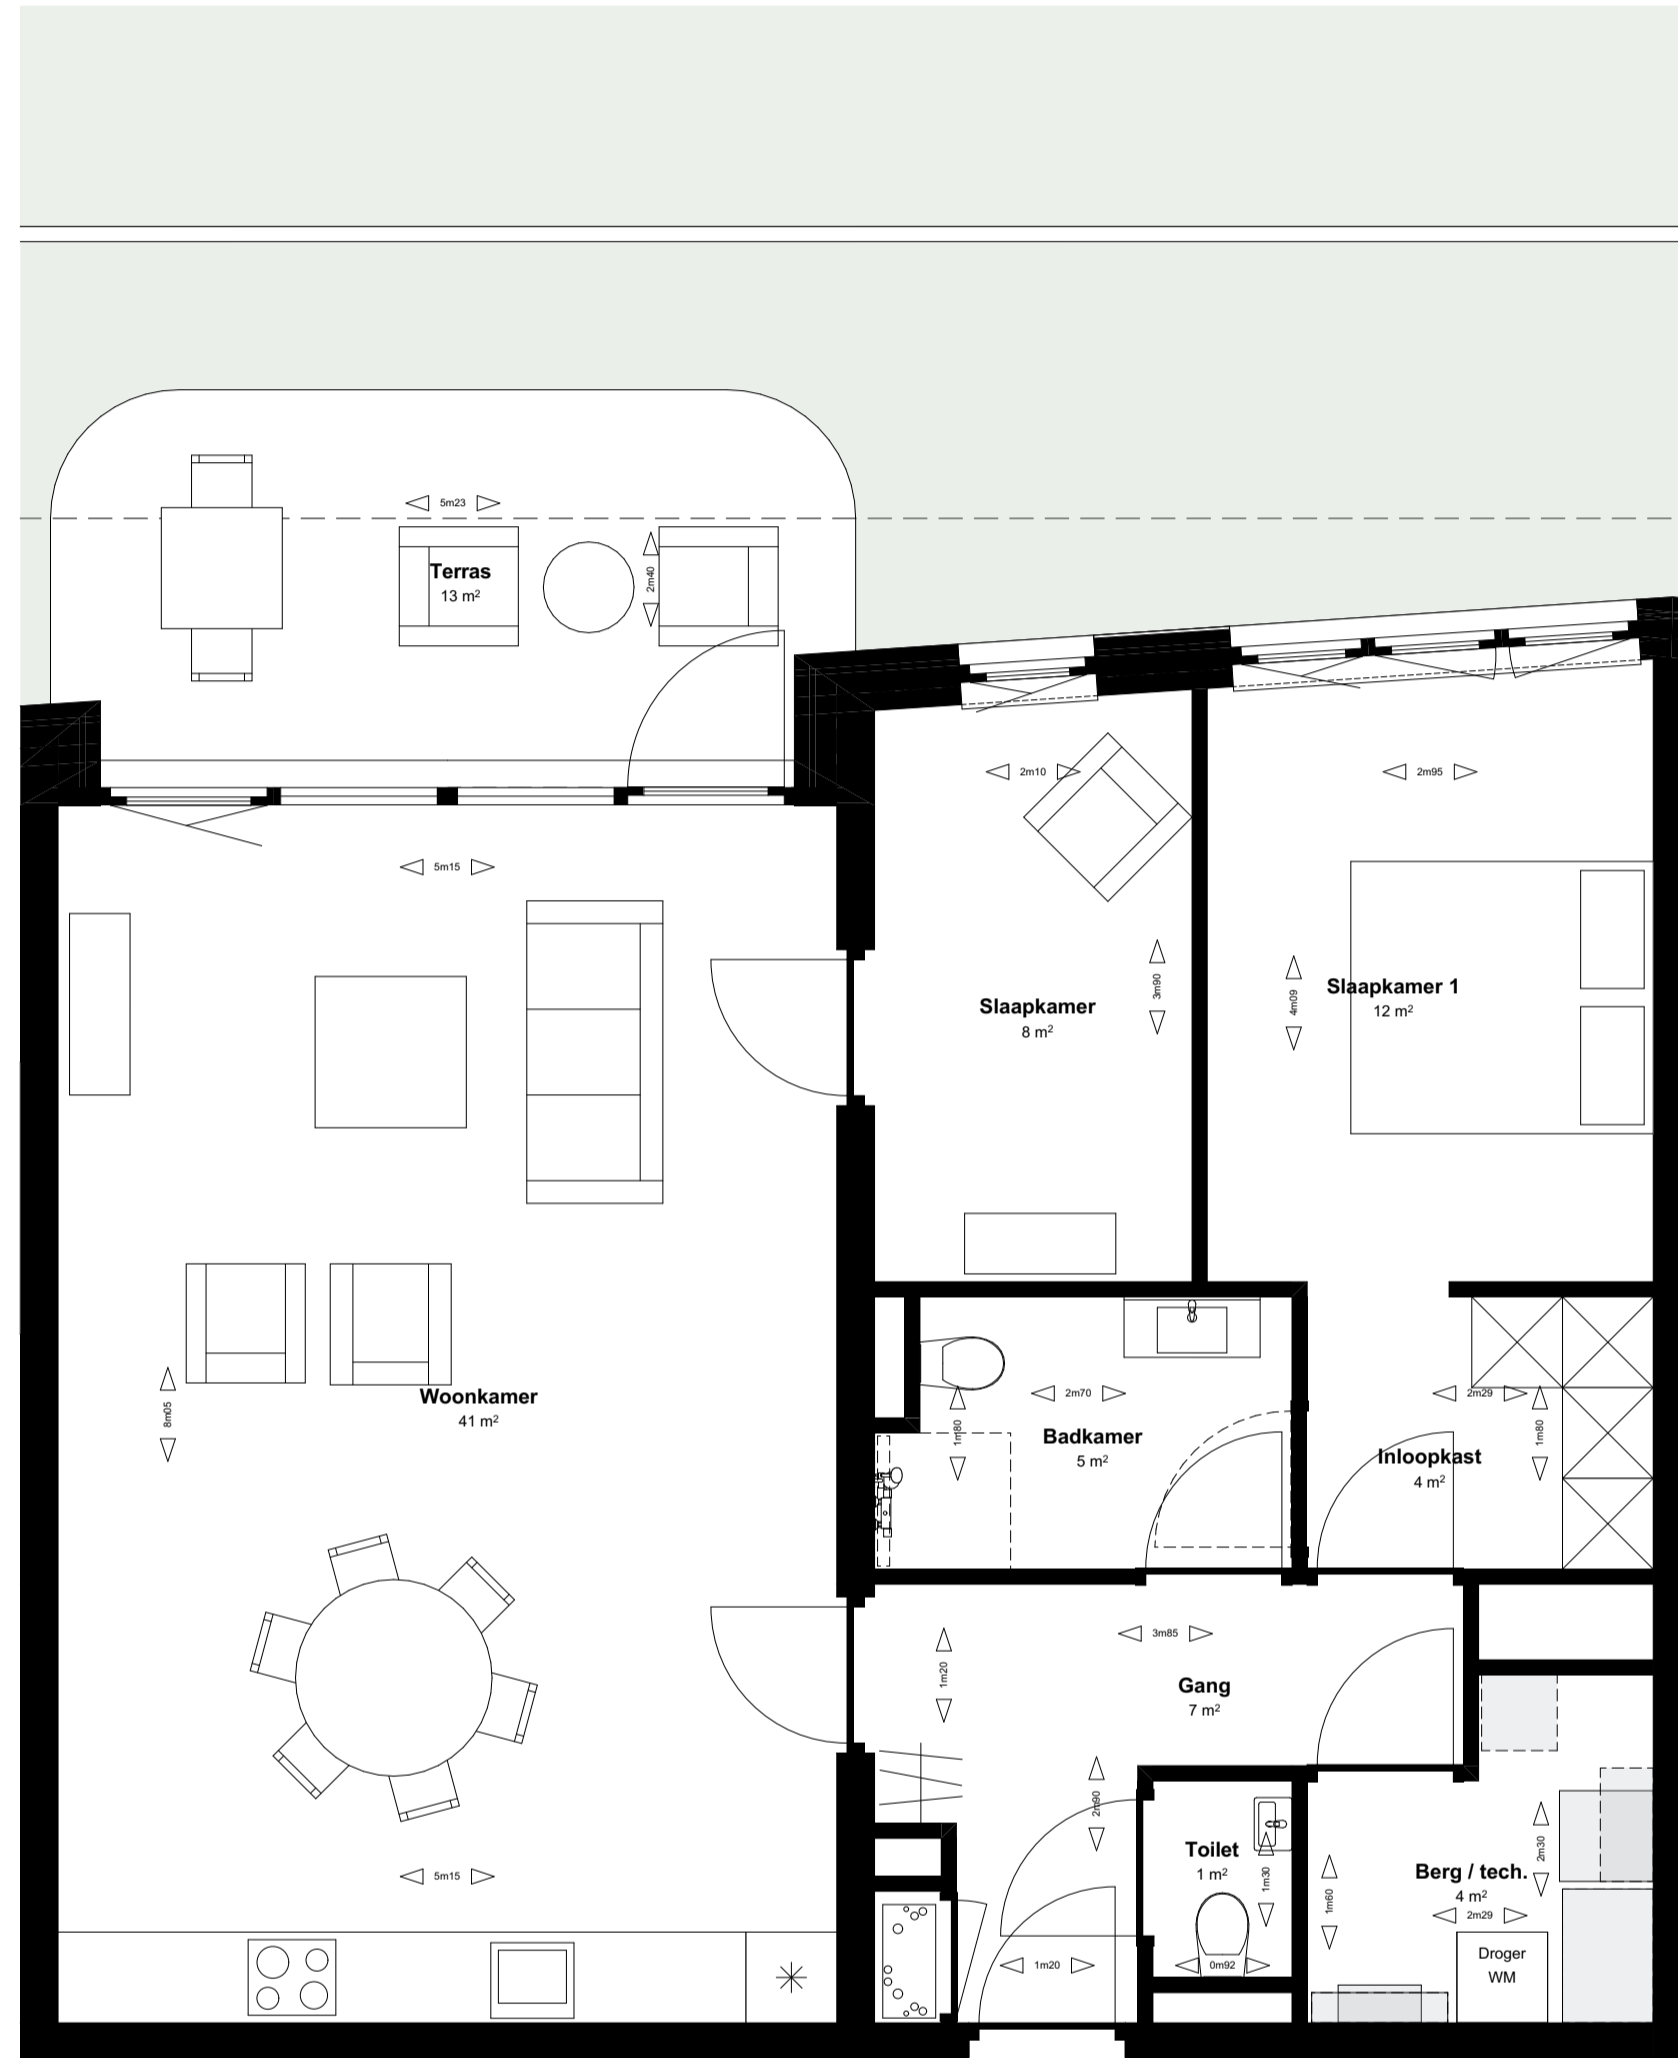 5m23
Terras
13 m²
2m40
2m10
2m95
5m15
3m90
4m09
Slaapkamer
8 m²
Slaapkamer 1
12 m²
8m05
Woonkamer
41 m²
2m70
1m80
Badkamer
5 m²
2m29
1m80
Inloopkast
4 m²
3m85
1m20
Gang
7 m²
2m90
Toilet
1 m²
1m30
0m92
1m20
5m15
1m60
Berg / tech.
4 m²
2m29
2m30
Droger
WM